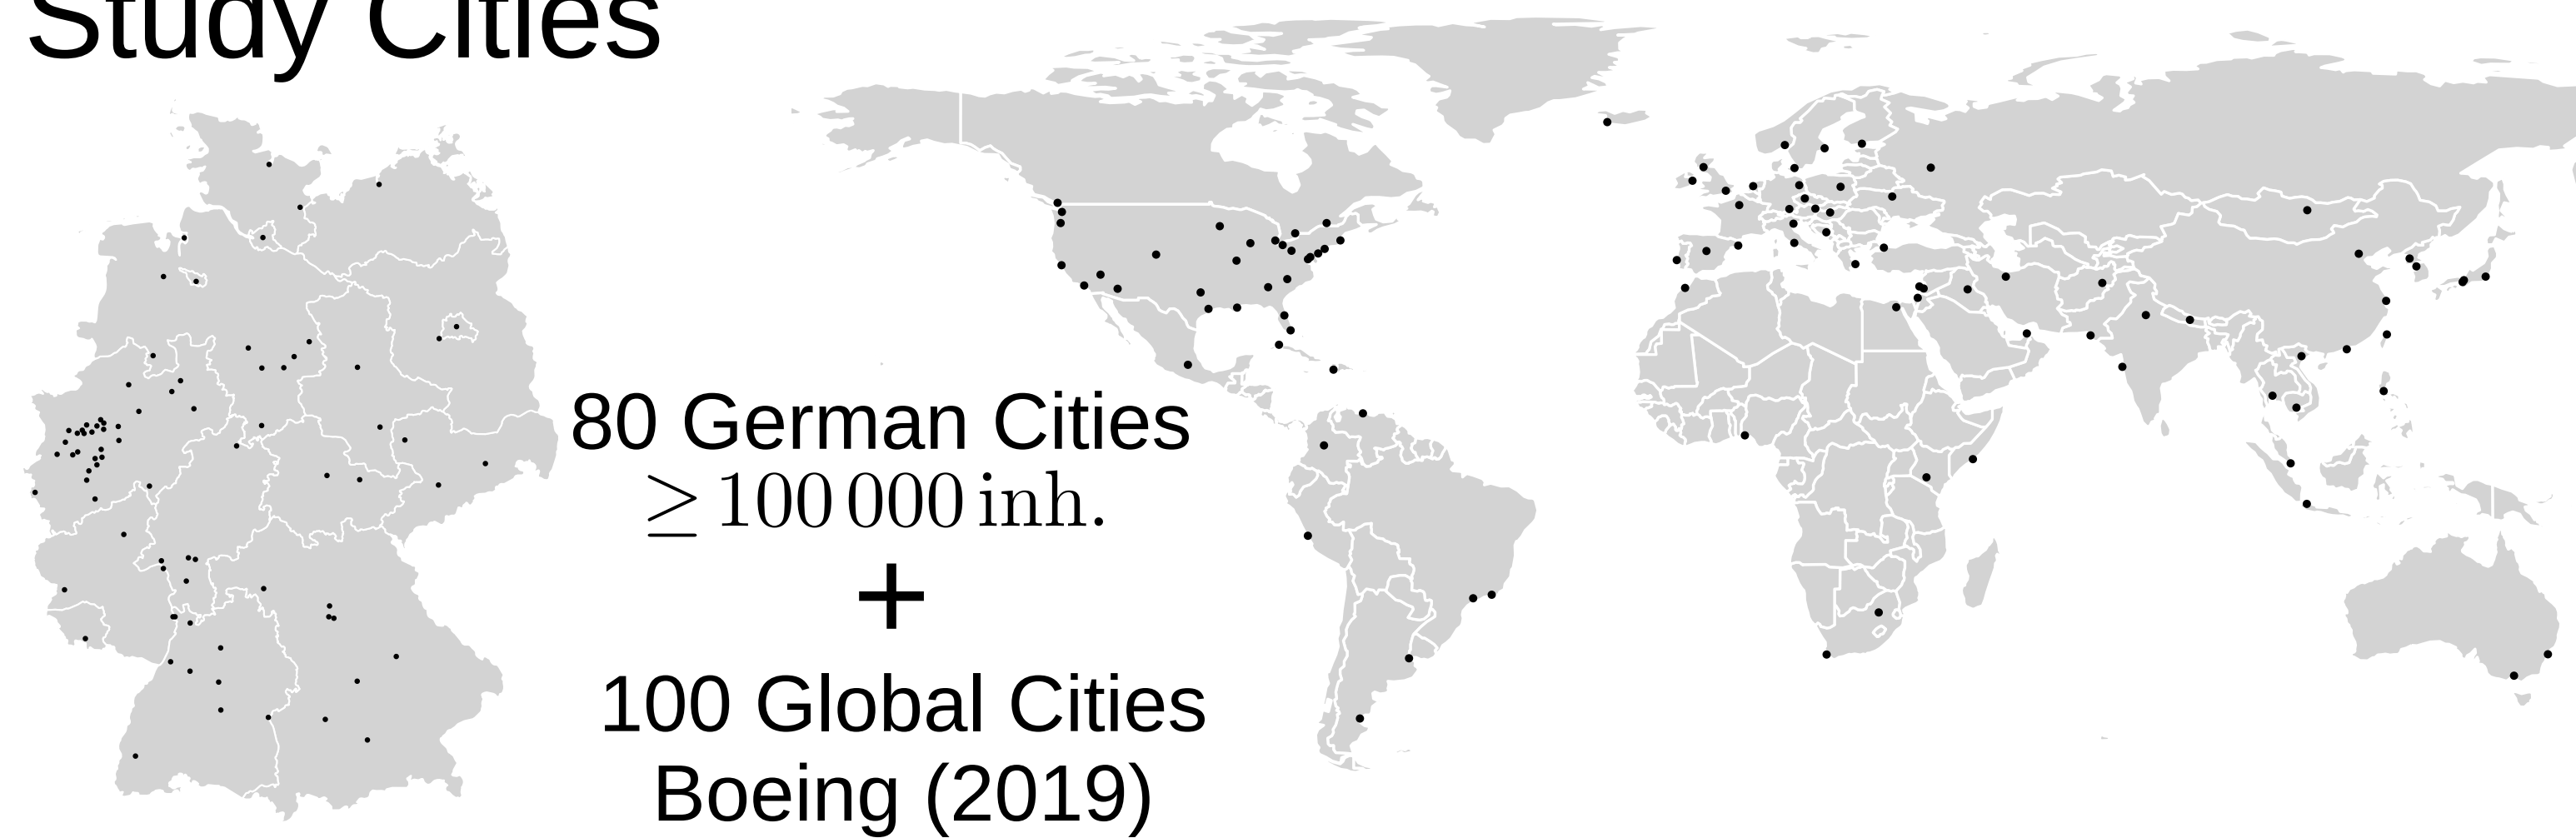 Study Cities
80 German Cities
≥ 100 000 inh.
+
100 Global Cities
Boeing (2019)